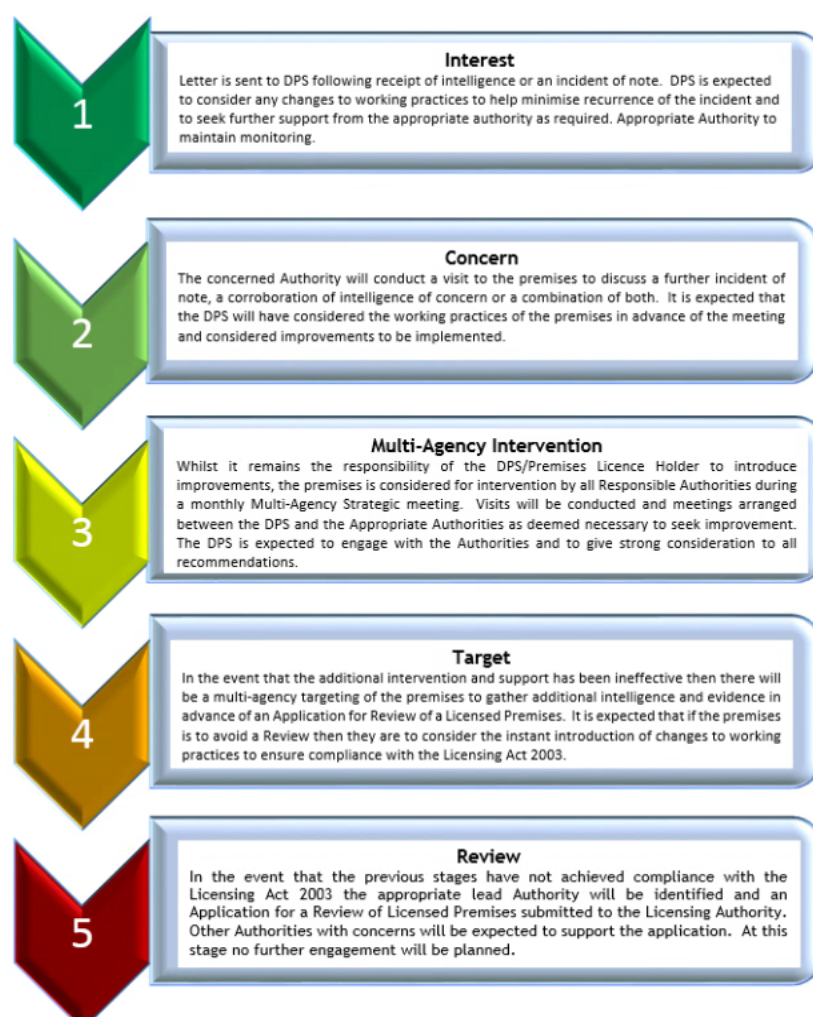 1
Interest
Letter is sent to DPS following receipt of intelligence or an incident of note. DPS is expected
to consider any changes to working practices to help minimise recurrence of the incident and
to seek further support from the appropriate authority as required. Appropriate Authority to
maintain monitoring.
2
Concern
The concerned Authority will conduct a visit to the premises to discuss a further incident of
note, a corroboration of intelligence of concern or a combination of both. It is expected that
the DPS will have considered the working practices of the premises in advance of the meeting
and considered improvements to be implemented.
3
Multi-Agency Intervention
Whilst it remains the responsibility of the DPS/Premises Licence Holder to introduce
improvements, the premises is considered for intervention by all Responsible Authorities during
a monthly Multi-Agency Strategic meeting. Visits will be conducted and meetings arranged
between the DPS and the Appropriate Authorities as deemed necessary to seek improvement.
The DPS is expected to engage with the Authorities and to give strong consideration to all
recommendations.
4
Target
In the event that the additional intervention and support has been ineffective then there will
be a multi-agency targeting of the premises to gather additional intelligence and evidence in
advance of an Application for Review of a Licensed Premises. It is expected that if the premises
is to avoid a Review then they are to consider the instant introduction of changes to working
practices to ensure compliance with the Licensing Act 2003.
5
Review
In the event that the previous stages have not achieved compliance with the
Licensing Act 2003 the appropriate lead Authority will be identified and an
Application for a Review of Licensed Premises submitted to the Licensing Authority.
Other Authorities with concerns will be expected to support the application. At this
stage no further engagement will be planned.